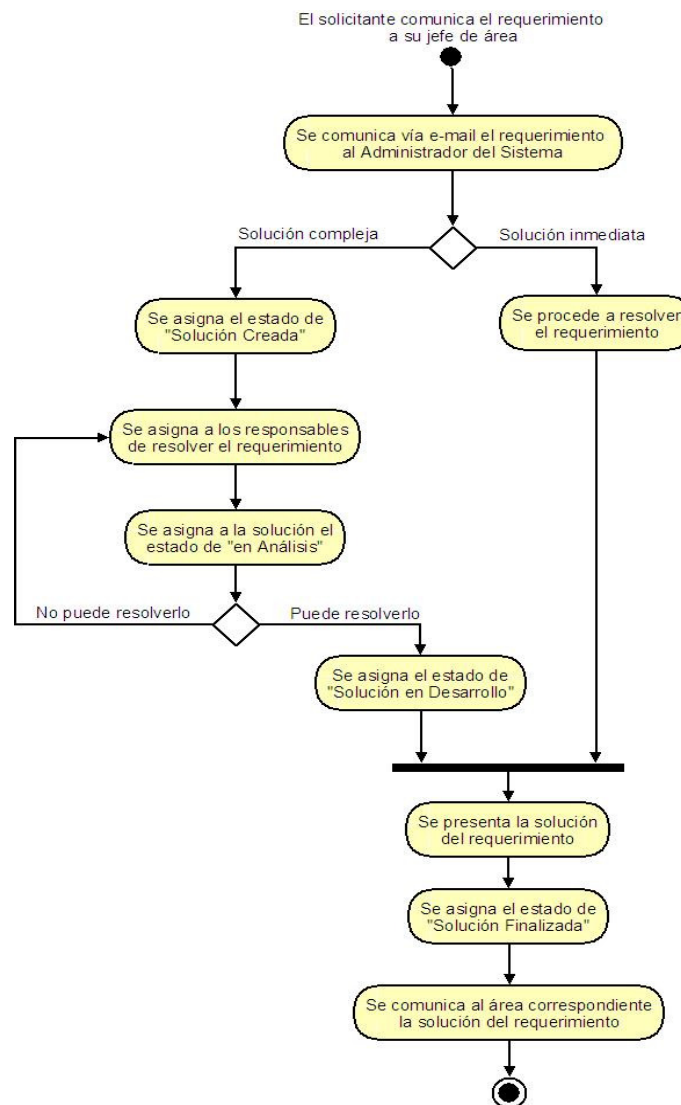 El solicitante comunica el requerimiento
a su jefe de área
Se comunica vía e-mail el requerimiento
al Administrador del Sistema
Solución compleja
Solución inmediata
Se asigna el estado de
"Solución Creada"
Se procede a resolver
el requerimiento
Se asigna a los responsables
de resolver el requerimiento
Se asigna a la solución el
estado de "en Análisis"
No puede resolverlo
Puede resolverlo
Se asigna el estado de
"Solución en Desarrollo"
Se presenta la solución
del requerimiento
Se asigna el estado de
"Solución Finalizada"
Se comunica al área correspondiente
la solución del requerimiento